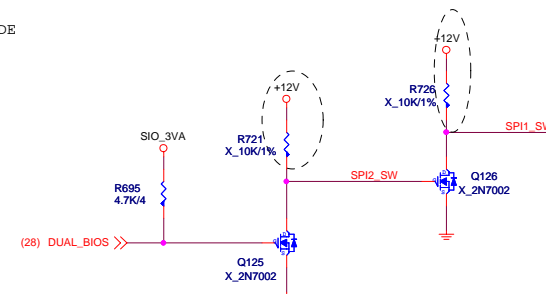 DE
+12V
R726
X_10K/1%
+12V
SPI1_SW
SIO_3VA
R721
X_10K/1%
SPI2_SW
Q126
X_2N7002
R695
4.7K/4
(28) DUAL_BIOS
Q125
X_2N7002